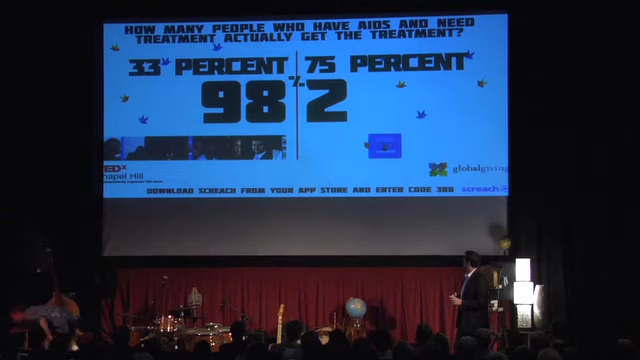 HOW MANY PEOPLE WHO HAVE AIDS AND NEED
TREATMENT ACTUALLY GET THE TREATMENT?
33 PERCENT 75 PERCENT
98 % 2
TEDx
Chapel Hill
globalgiving
DOWNLOAD SCREACH FROM YOUR APP STORE AND ENTER CODE 388
screach